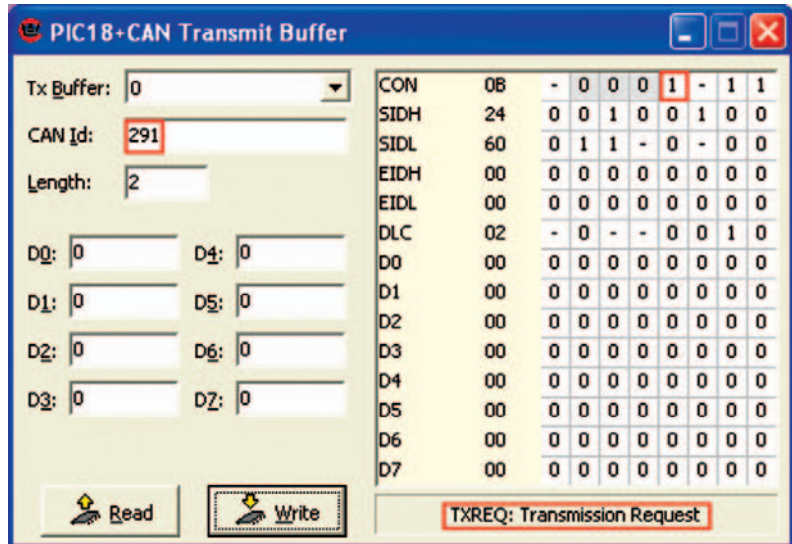 PIC18+CAN Transmit Buffer
Tx Buffer: 0
CAN Id: 291
Length: 2
D0: 0 D4: 0
D1: 0 D5: 0
D2: 0 D6: 0
D3: 0 D7: 0
Read Write
CON 0B - 0 0 0 1 - 1 1
SIDH 24 0 0 1 0 0 1 0 0
SIDL 60 0 1 1 - 0 - 0 0
EIDH 00 0 0 0 0 0 0 0 0
EIDL 00 0 0 0 0 0 0 0 0
DLC 02 - 0 - - 0 0 1 0
D0 00 0 0 0 0 0 0 0 0
D1 00 0 0 0 0 0 0 0 0
D2 00 0 0 0 0 0 0 0 0
D3 00 0 0 0 0 0 0 0 0
D4 00 0 0 0 0 0 0 0 0
D5 00 0 0 0 0 0 0 0 0
D6 00 0 0 0 0 0 0 0 0
D7 00 0 0 0 0 0 0 0 0
TXREQ: Transmission Request